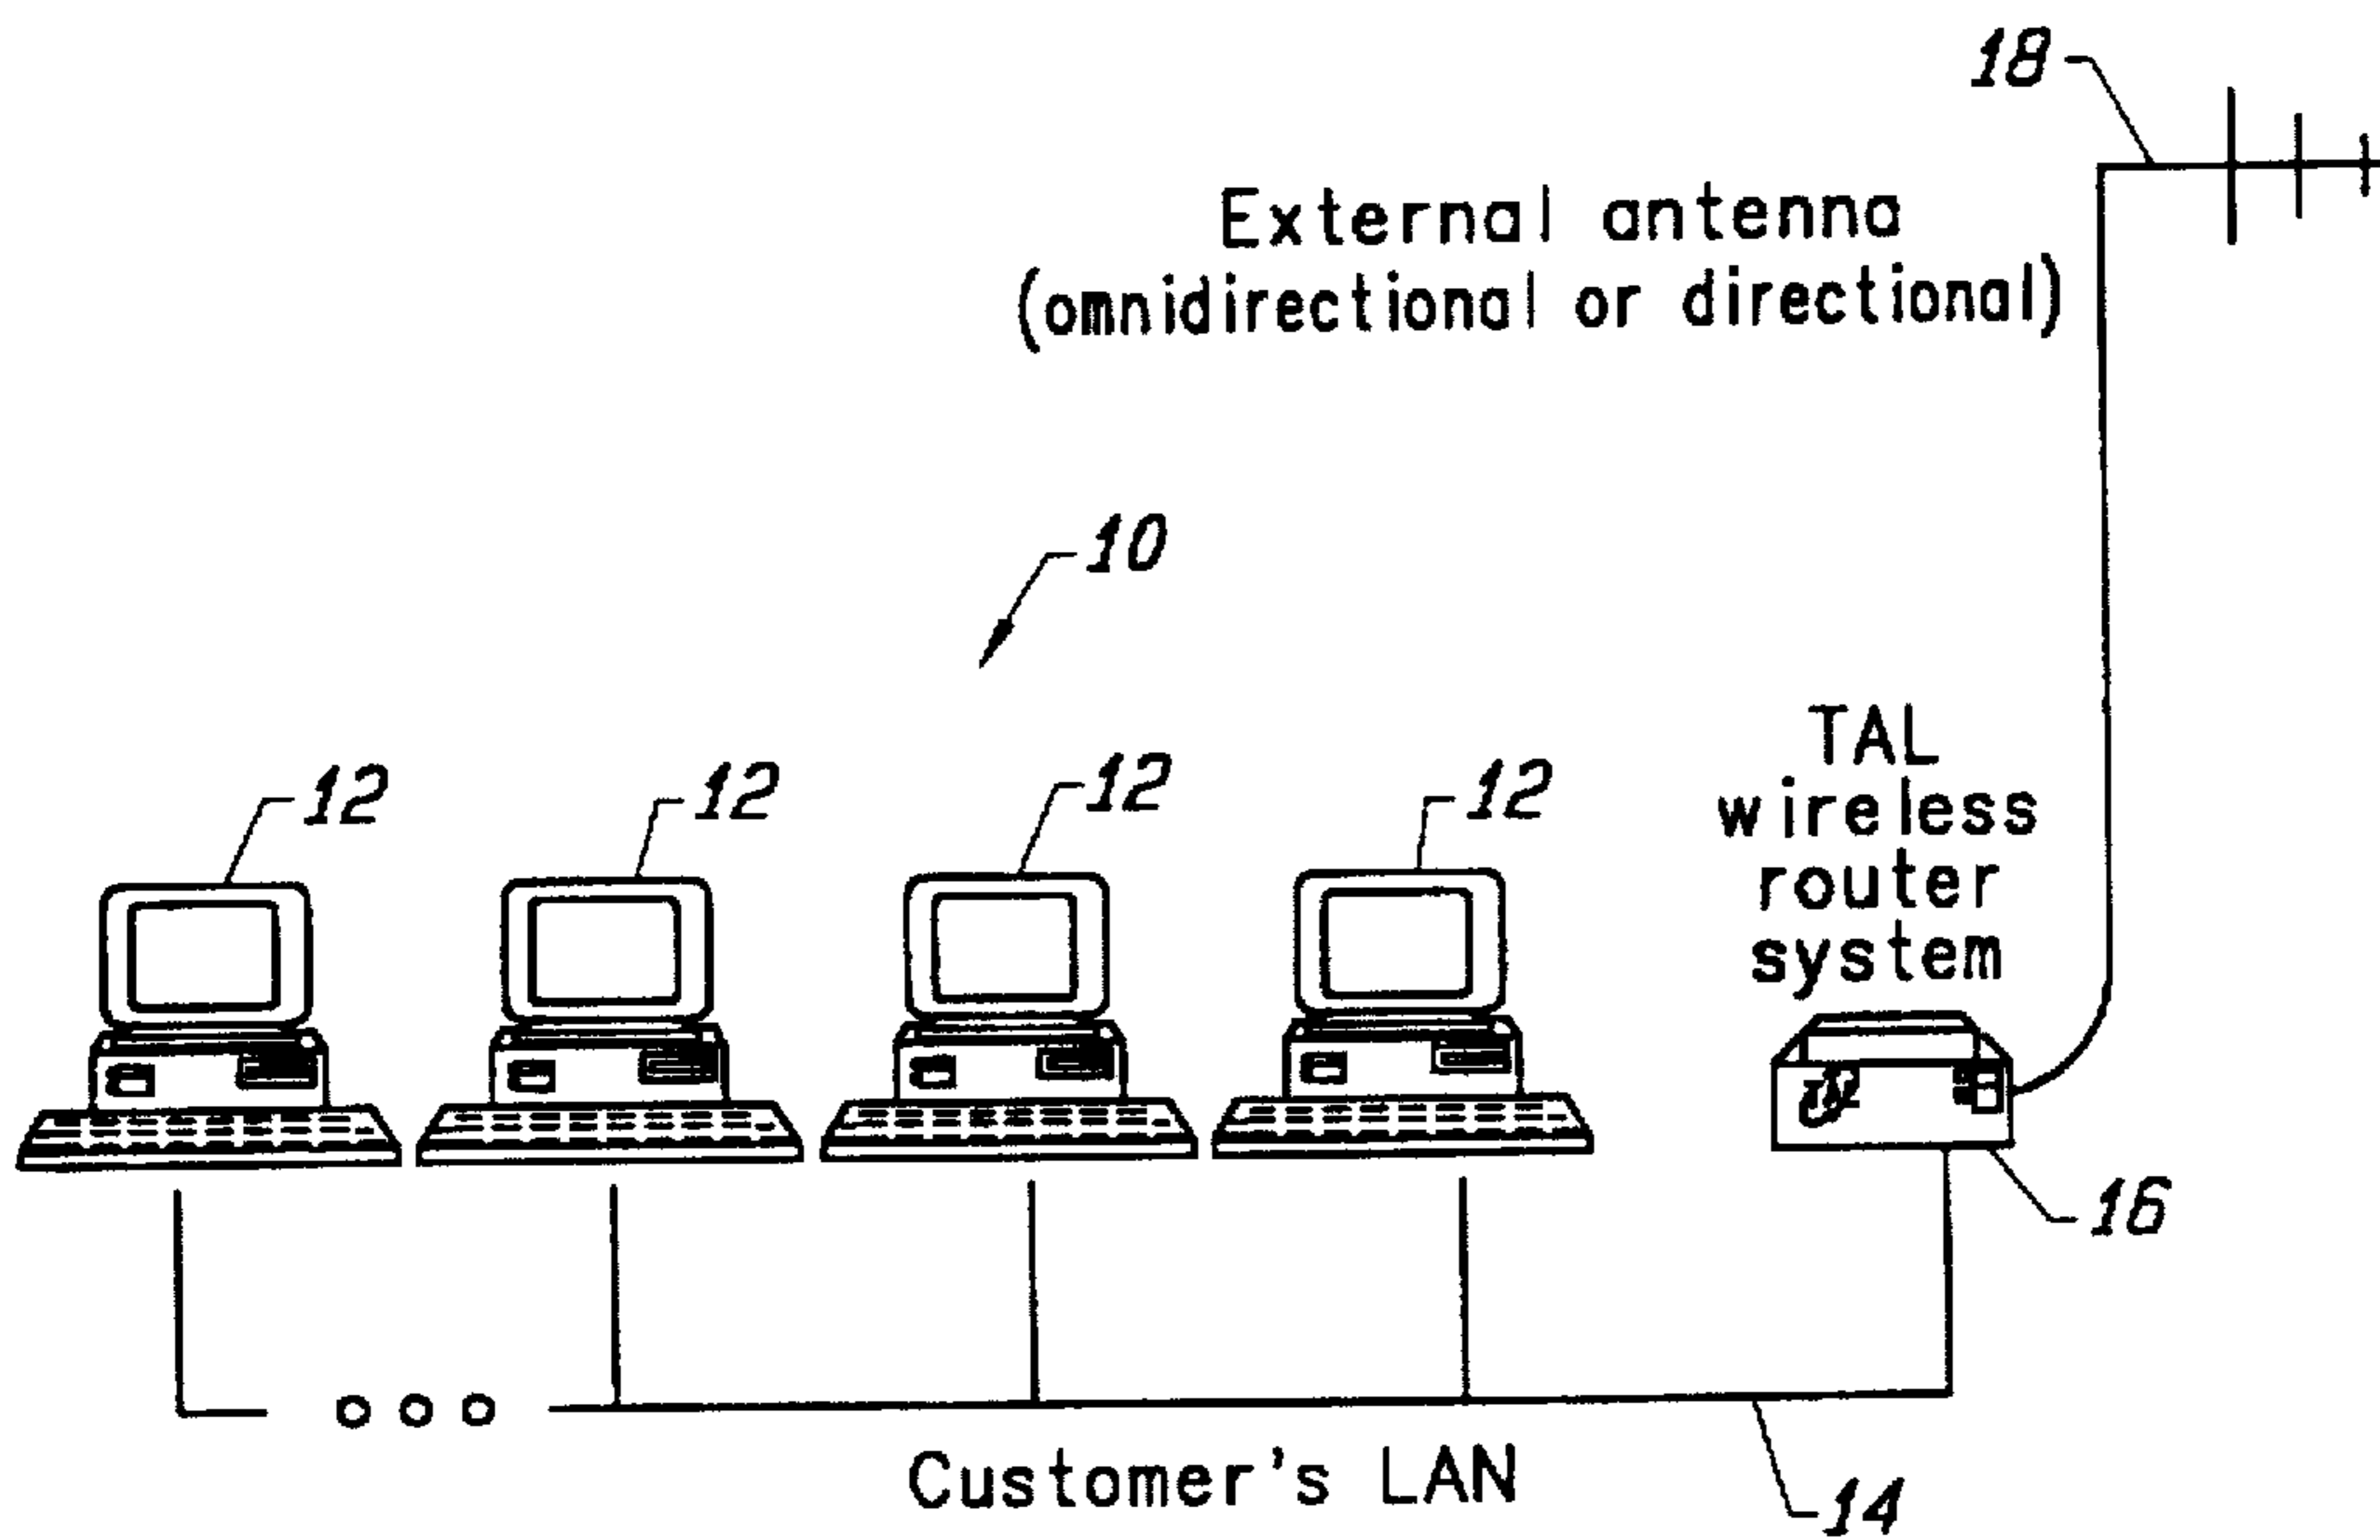 18
External antenna
(omnidirectional or directional)
10
TAL
wireless
router
system
12
12
12
12
16
Customer's LAN
14